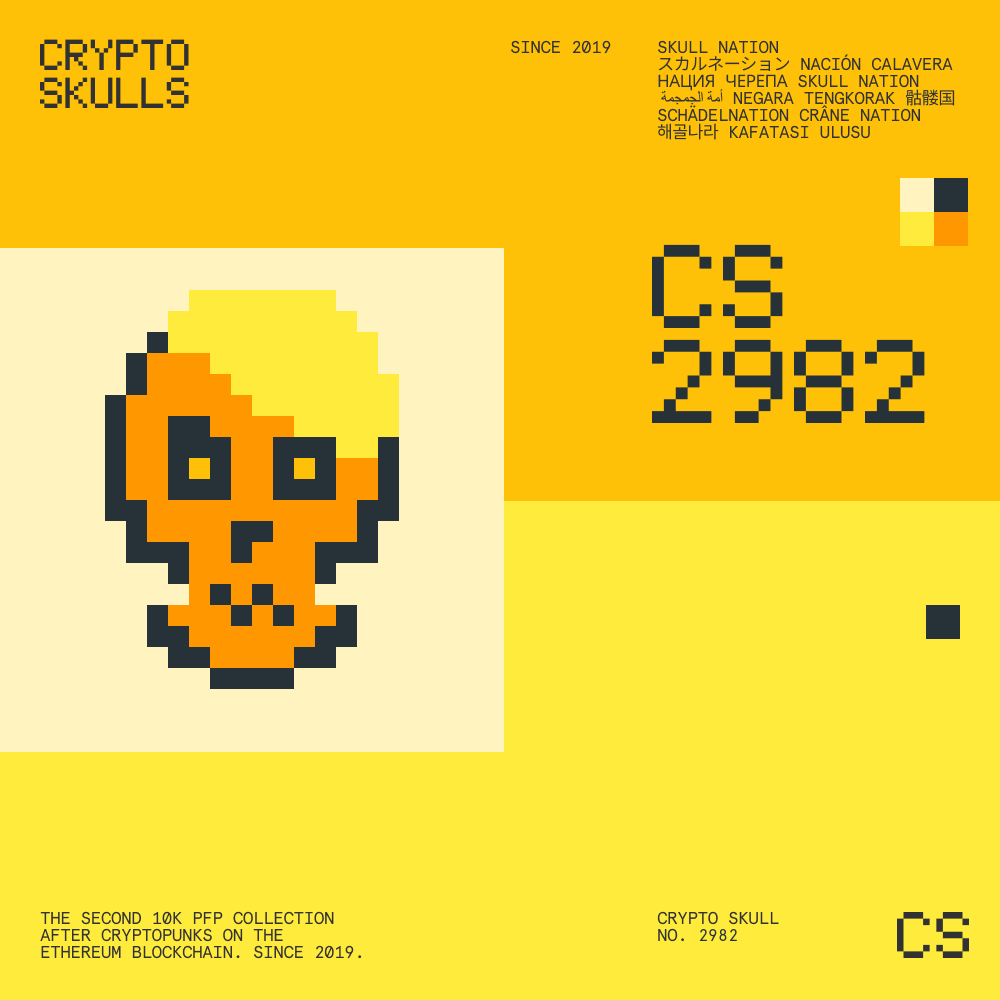 CRYPTO
SKULLS
SINCE 2019
SKULL NATION
スカルネーション NACIÓN CALAVERA
НАЦИЯ ЧЕРЕПА SKULL NATION
أمة الجمجمة NEGARA TENGKORAK 骷髅国
SCHÄDELNATION CRÂNE NATION
해골나라 KAFATASI ULUSU
CS
2982
THE SECOND 10K PFP COLLECTION
AFTER CRYPTOPUNKS ON THE
ETHEREUM BLOCKCHAIN. SINCE 2019.
CRYPTO SKULL
NO. 2982
CS